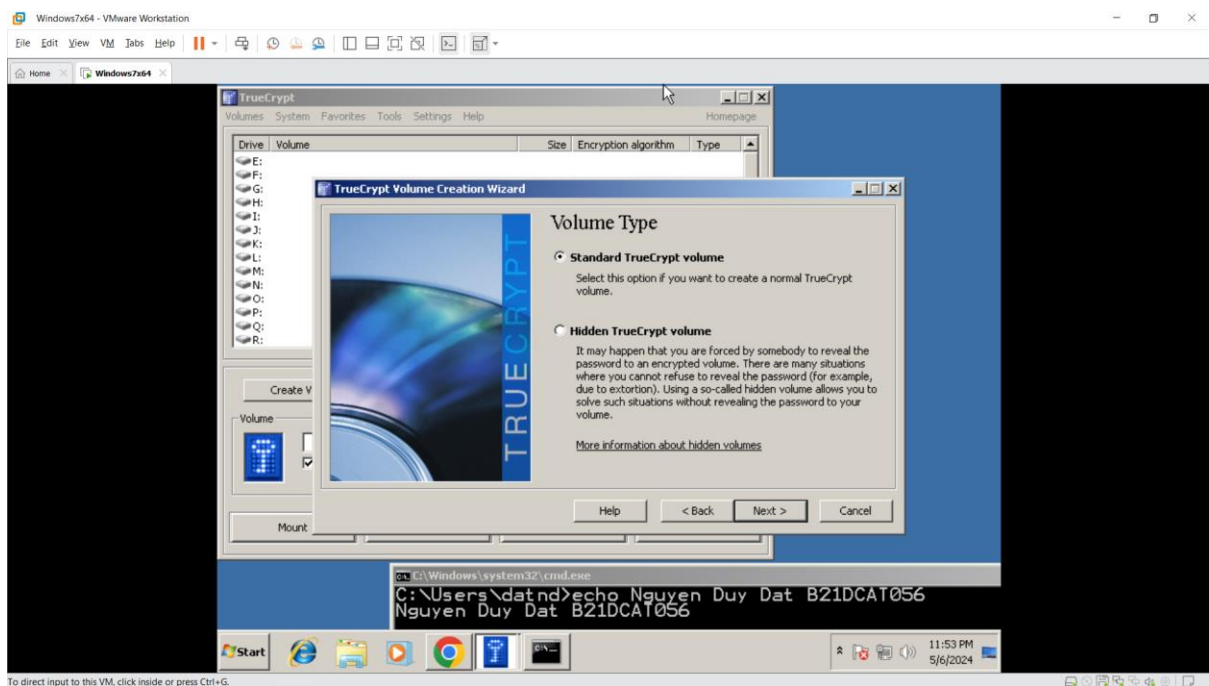 Windows7x64 - VMware Workstation
File Edit View VM Tabs Help
Home Windows7x64
TrueCrypt
Volumes System Favorites Tools Settings Help Homepage
Drive Volume Size Encryption algorithm Type
E:
F:
G:
H:
I:
J:
K:
L:
M:
N:
O:
P:
Q:
R:
TrueCrypt Volume Creation Wizard
TRUECRYPT
Volume Type
Standard TrueCrypt volume
Select this option if you want to create a normal TrueCrypt
volume.
Hidden TrueCrypt volume
It may happen that you are forced by somebody to reveal the
password to an encrypted volume. There are many situations
where you cannot refuse to reveal the password (for example,
due to extortion). Using a so-called hidden volume allows you to
solve such situations without revealing the password to your
volume.
More information about hidden volumes
Help < Back Next > Cancel
Create V
Volume
Mount
C:\Windows\system32\cmd.exe
C:\Users\datnd>echo Nguyen Duy Dat B21DCAT056
Nguyen Duy Dat B21DCAT056
Start
11:53 PM
5/6/2024
To direct input to this VM, click inside or press Ctrl+G.